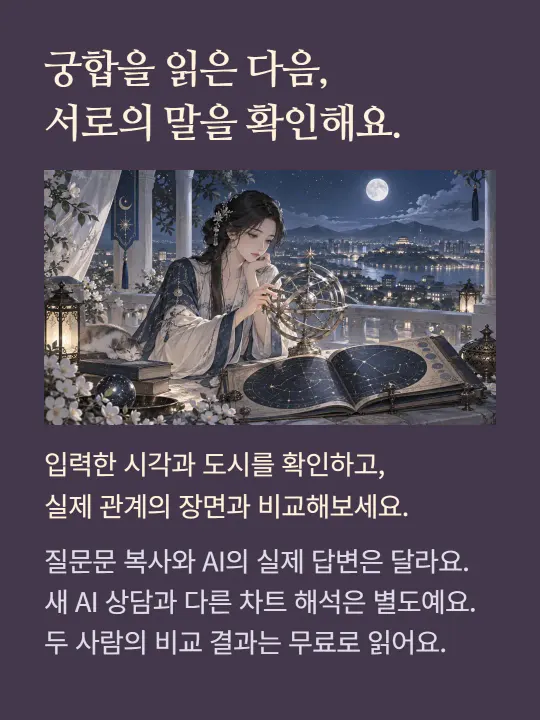 궁합을 읽은 다음,
서로의 말을 확인해요.
입력한 시각과 도시를 확인하고,
실제 관계의 장면과 비교해보세요.
질문문 복사와 AI의 실제 답변은 달라요.
새 AI 상담과 다른 차트 해석은 별도예요.
두 사람의 비교 결과는 무료로 읽어요.